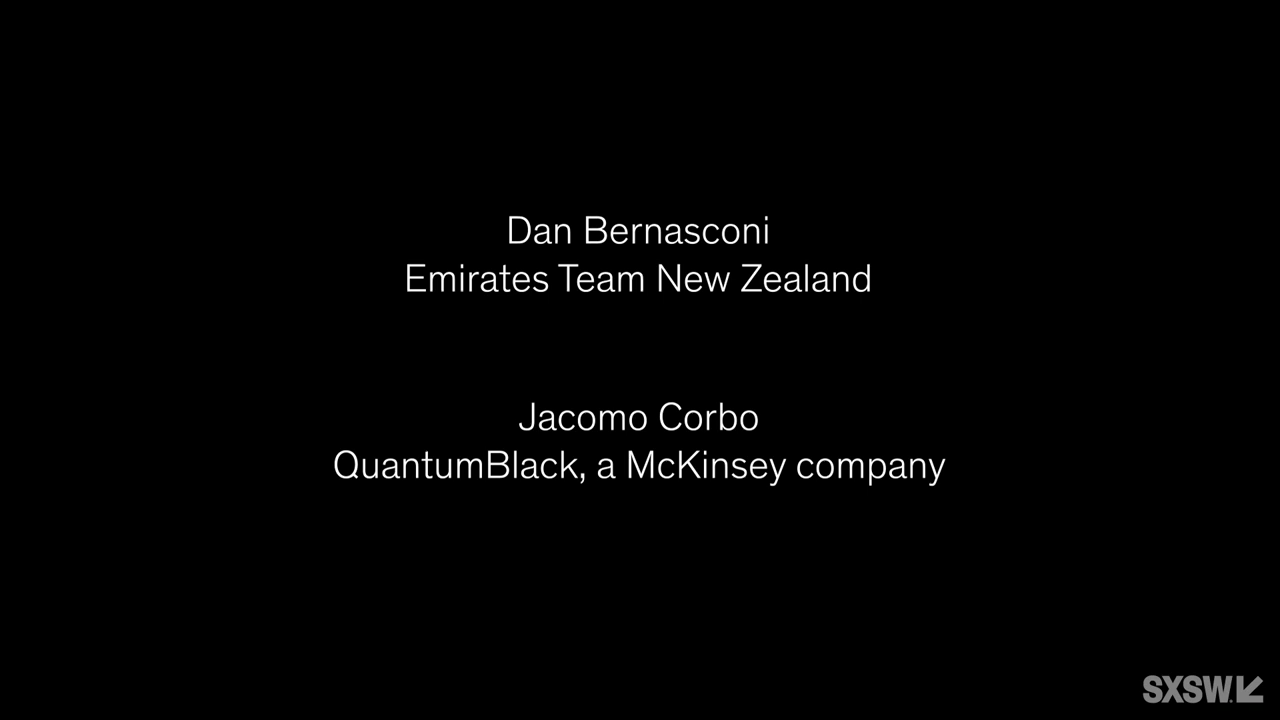 Dan Bernasconi
Emirates Team New Zealand
Jacomo Corbo
QuantumBlack, a McKinsey company
SXSW.